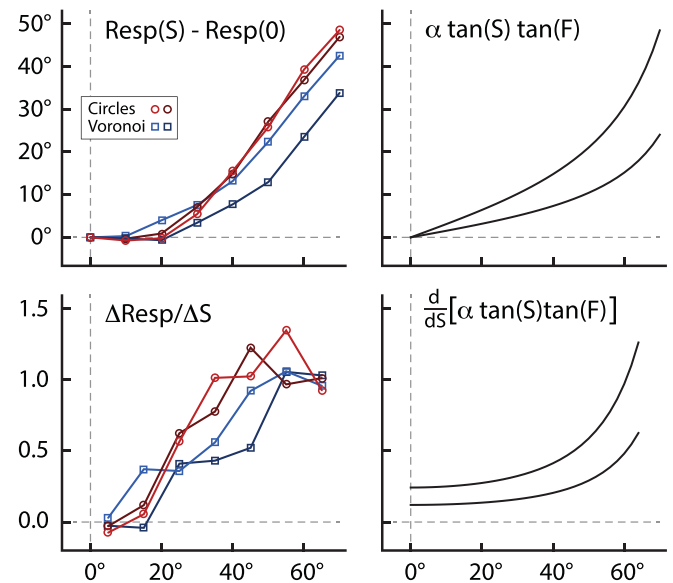 Resp(S) - Resp(0)
α tan(S) tan(F)
50°
40°
30°
20°
10°
0°
Circles
Voronoi
ΔResp/ΔS
d/dS[α tan(S)tan(F)]
1.5
1.0
0.5
0.0
0° 20° 40° 60°
0° 20° 40° 60°